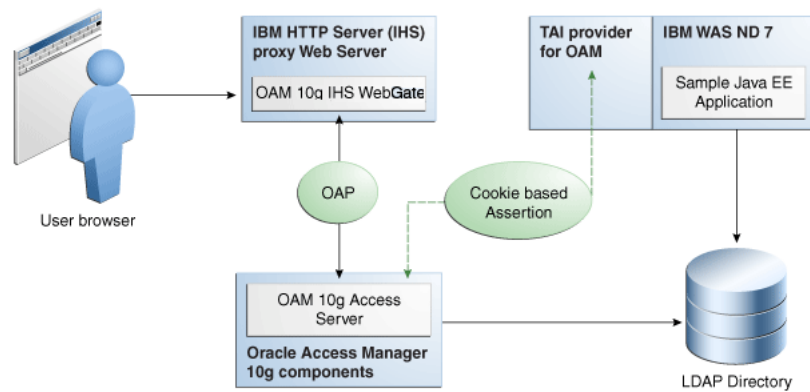 IBM HTTP Server (IHS)
proxy Web Server
OAM 10g IHS WebGate
TAI provider
for OAM
IBM WAS ND 7
Sample Java EE
Application
User browser
OAP
Cookie based
Assertion
OAM 10g Access
Server
Oracle Access Manager
10g components
LDAP Directory